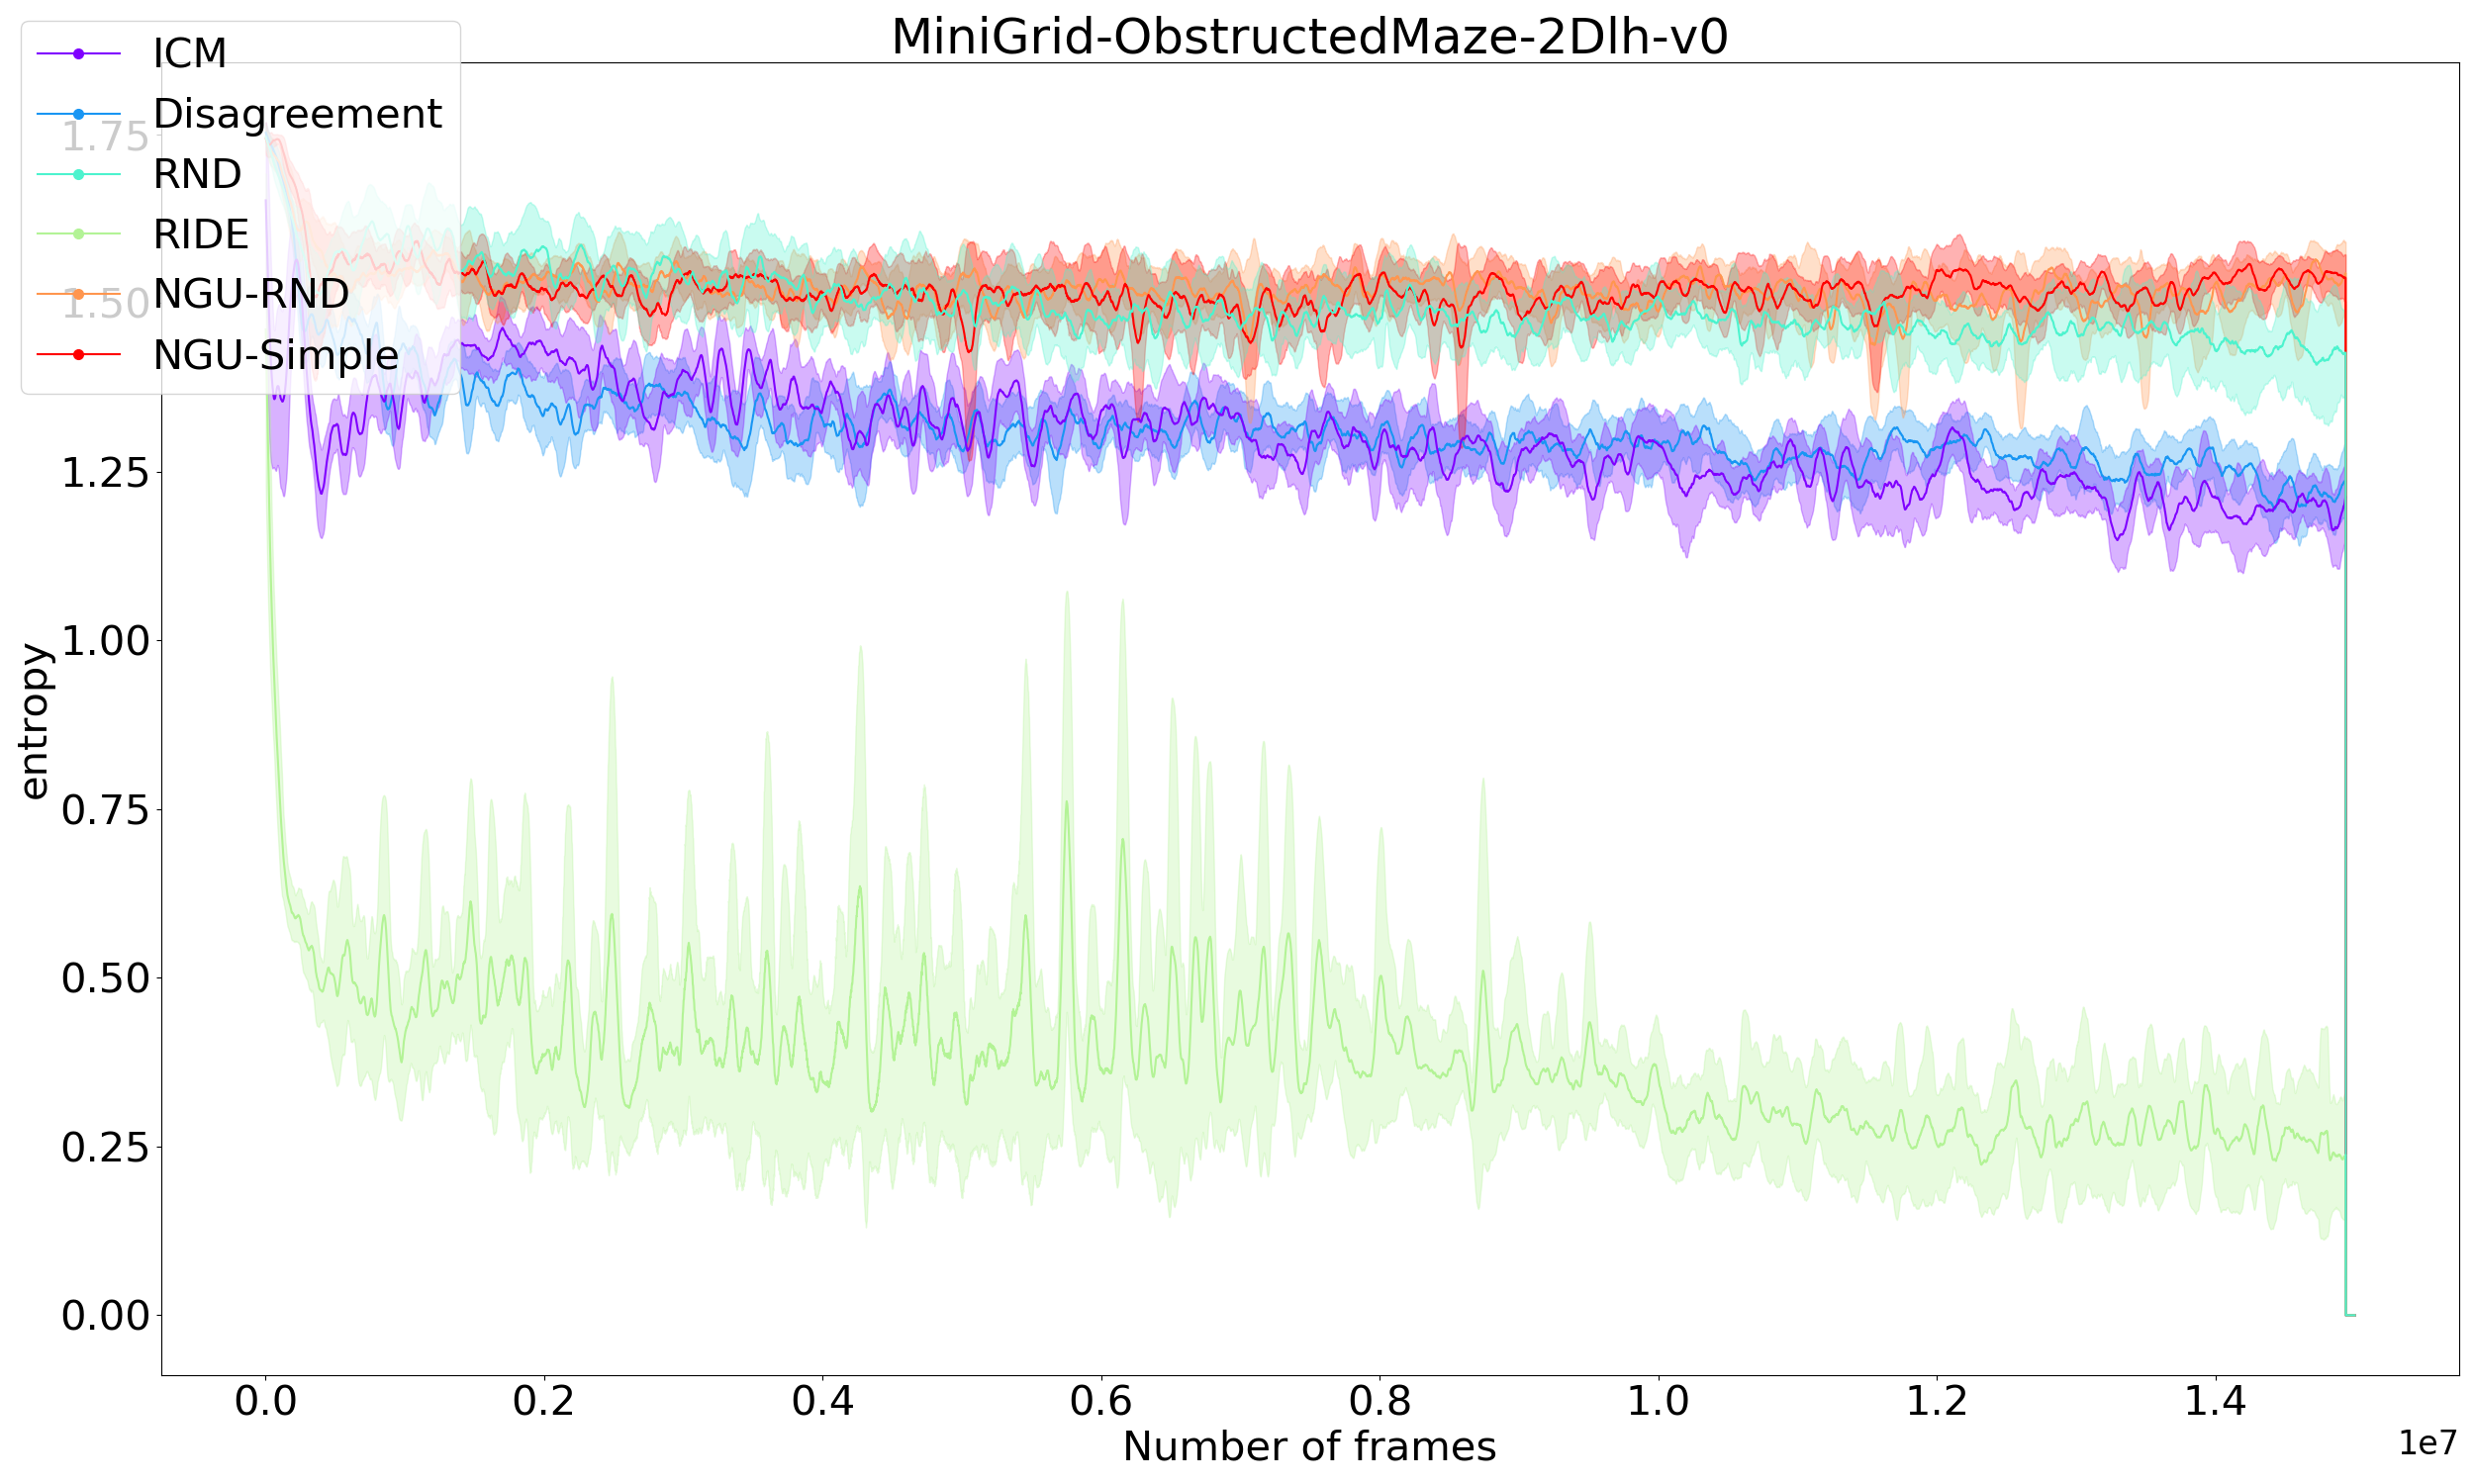 MiniGrid-ObstructedMaze-2Dlh-v0
ICM
Disagreement
RND
RIDE
NGU-RND
NGU-Simple
1.75
1.50
1.25
1.00
0.75
0.50
0.25
0.00
entropy
0.0 0.2 0.4 0.6 0.8 1.0 1.2 1.4
Number of frames
1e7